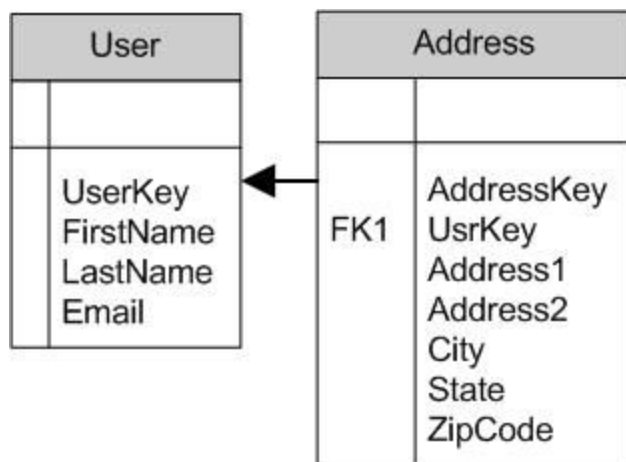 User
UserKey
FirstName
LastName
Email
Address
AddressKey
FK1 UsrKey
Address1
Address2
City
State
ZipCode